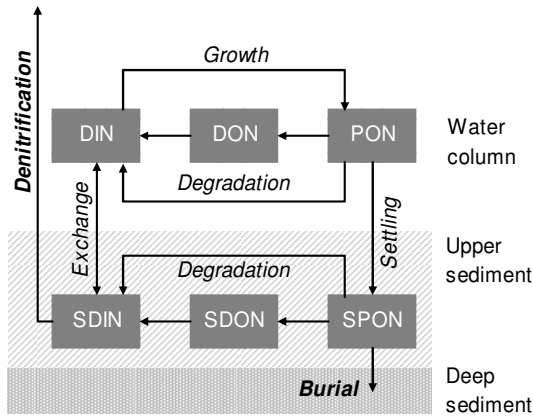 Denitrification
Growth
DIN
DON
PON
Water
column
Degradation
Exchange
Settling
Upper
sediment
Degradation
SDIN
SDON
SPON
Burial
Deep
sediment